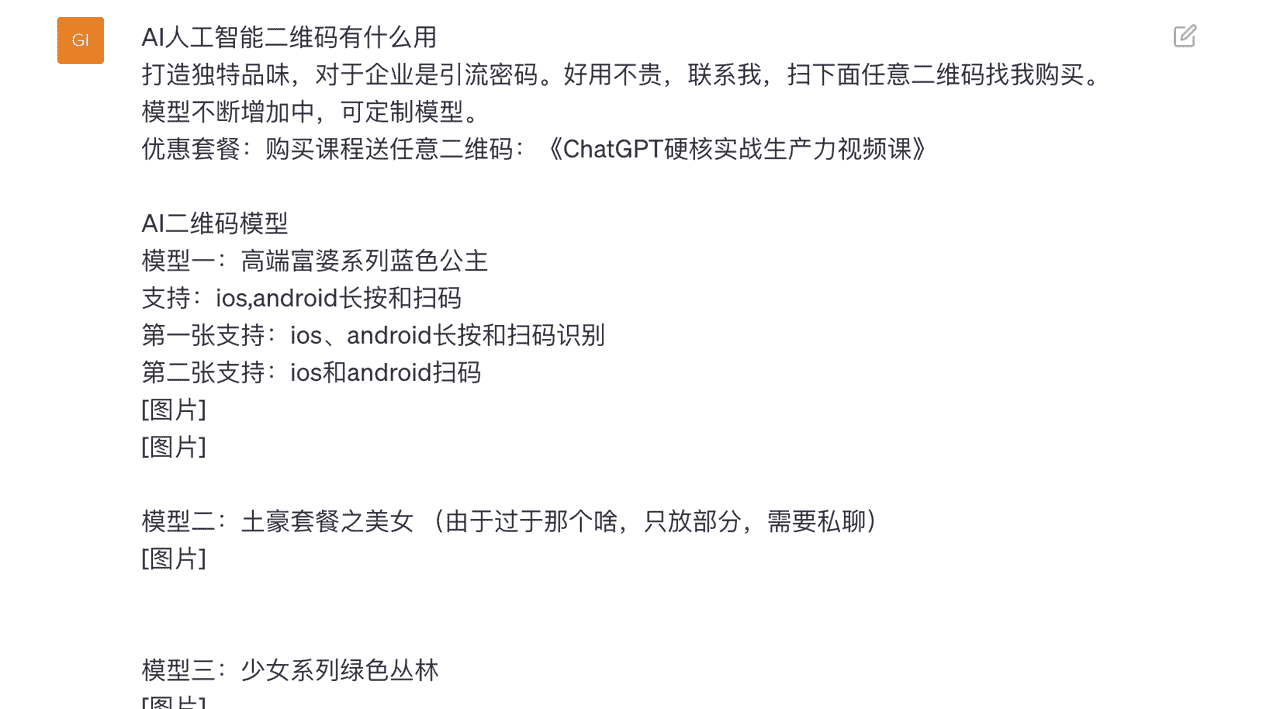 GI
AI人工智能二维码有什么用
打造独特品味，对于企业是引流密码。好用不贵，联系我，扫下面任意二维码找我购买。
模型不断增加中，可定制模型。
优惠套餐：购买课程送任意二维码：《ChatGPT硬核实战生产力视频课》
AI二维码模型
模型一：高端富婆系列蓝色公主
支持：ios,android长按和扫码
第一张支持：ios、android长按和扫码识别
第二张支持：ios和android扫码
[图片]
[图片]
模型二：土豪套餐之美女 （由于过于那个啥，只放部分，需要私聊）
[图片]
模型三：少女系列绿色丛林
[图片]